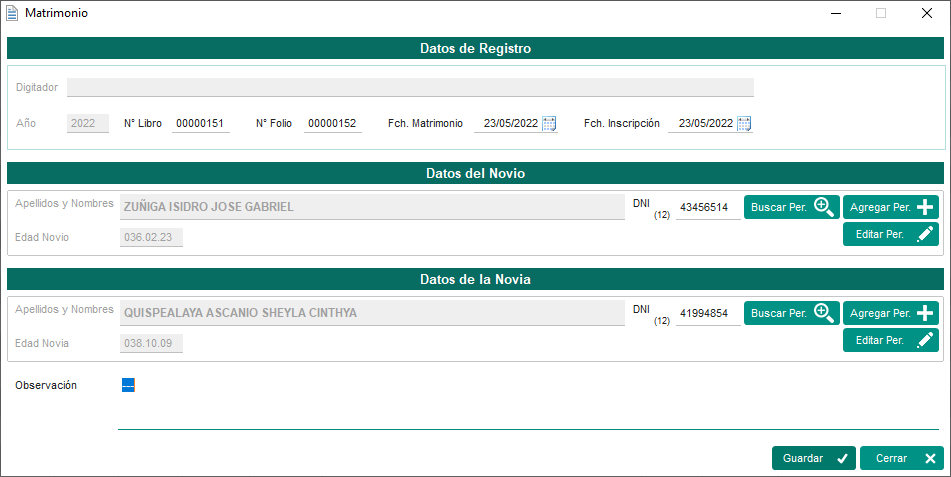 Matrimonio
Datos de Registro
Digitador
Año 2022 N° Libro 00000151 N° Folio 00000152 Fch. Matrimonio 23/05/2022 Fch. Inscripción 23/05/2022
Datos del Novio
Apellidos y Nombres ZUÑIGA ISIDRO JOSE GABRIEL DNI (12) 43456514 Buscar Per. Agregar Per.
Edad Novio 036.02.23 Editar Per.
Datos de la Novia
Apellidos y Nombres QUISPEALAYA ASCANIO SHEYLA CINTHYA DNI (12) 41994854 Buscar Per. Agregar Per.
Edad Novia 038.10.09 Editar Per.
Observación ---
Guardar Cerrar